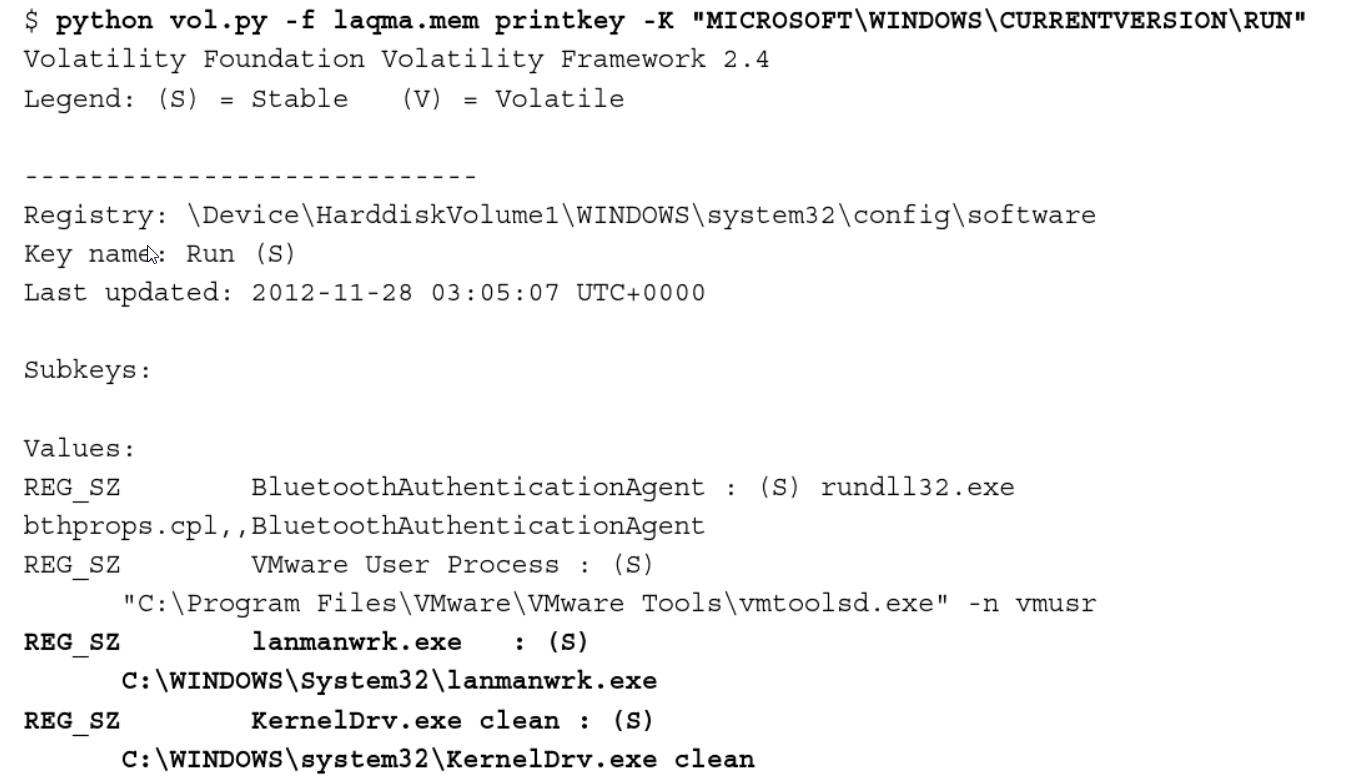 $ python vol.py -f laqma.mem printkey -K "MICROSOFT\WINDOWS\CURRENTVERSION\RUN"
Volatility Foundation Volatility Framework 2.4
Legend: (S) = Stable   (V) = Volatile
----------------------------
Registry: \Device\HarddiskVolume1\WINDOWS\system32\config\software
Key name: Run (S)
Last updated: 2012-11-28 03:05:07 UTC+0000
Subkeys:
Values:
REG_SZ        BluetoothAuthenticationAgent : (S) rundll32.exe
bthprops.cpl,,BluetoothAuthenticationAgent
REG_SZ        VMware User Process : (S)
      "C:\Program Files\VMware\VMware Tools\vmtoolsd.exe" -n vmusr
REG_SZ        lanmanwrk.exe   : (S)
      C:\WINDOWS\System32\lanmanwrk.exe
REG_SZ        KernelDrv.exe clean : (S)
      C:\WINDOWS\system32\KernelDrv.exe clean